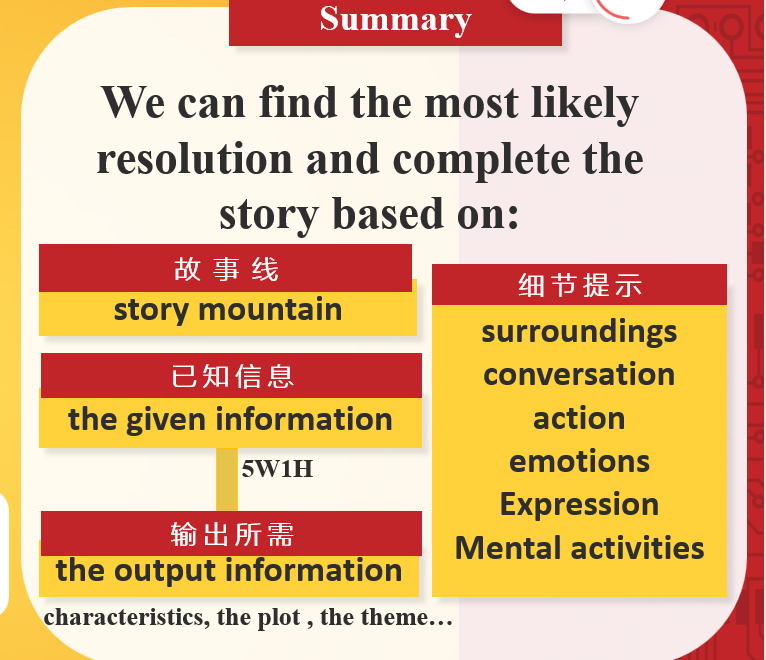 Summary
We can find the most likely
resolution and complete the
story based on:
故事线
story mountain
已知信息
the given information
5W1H
输出所需
the output information
characteristics, the plot , the theme…
细节提示
surroundings
conversation
action
emotions
Expression
Mental activities